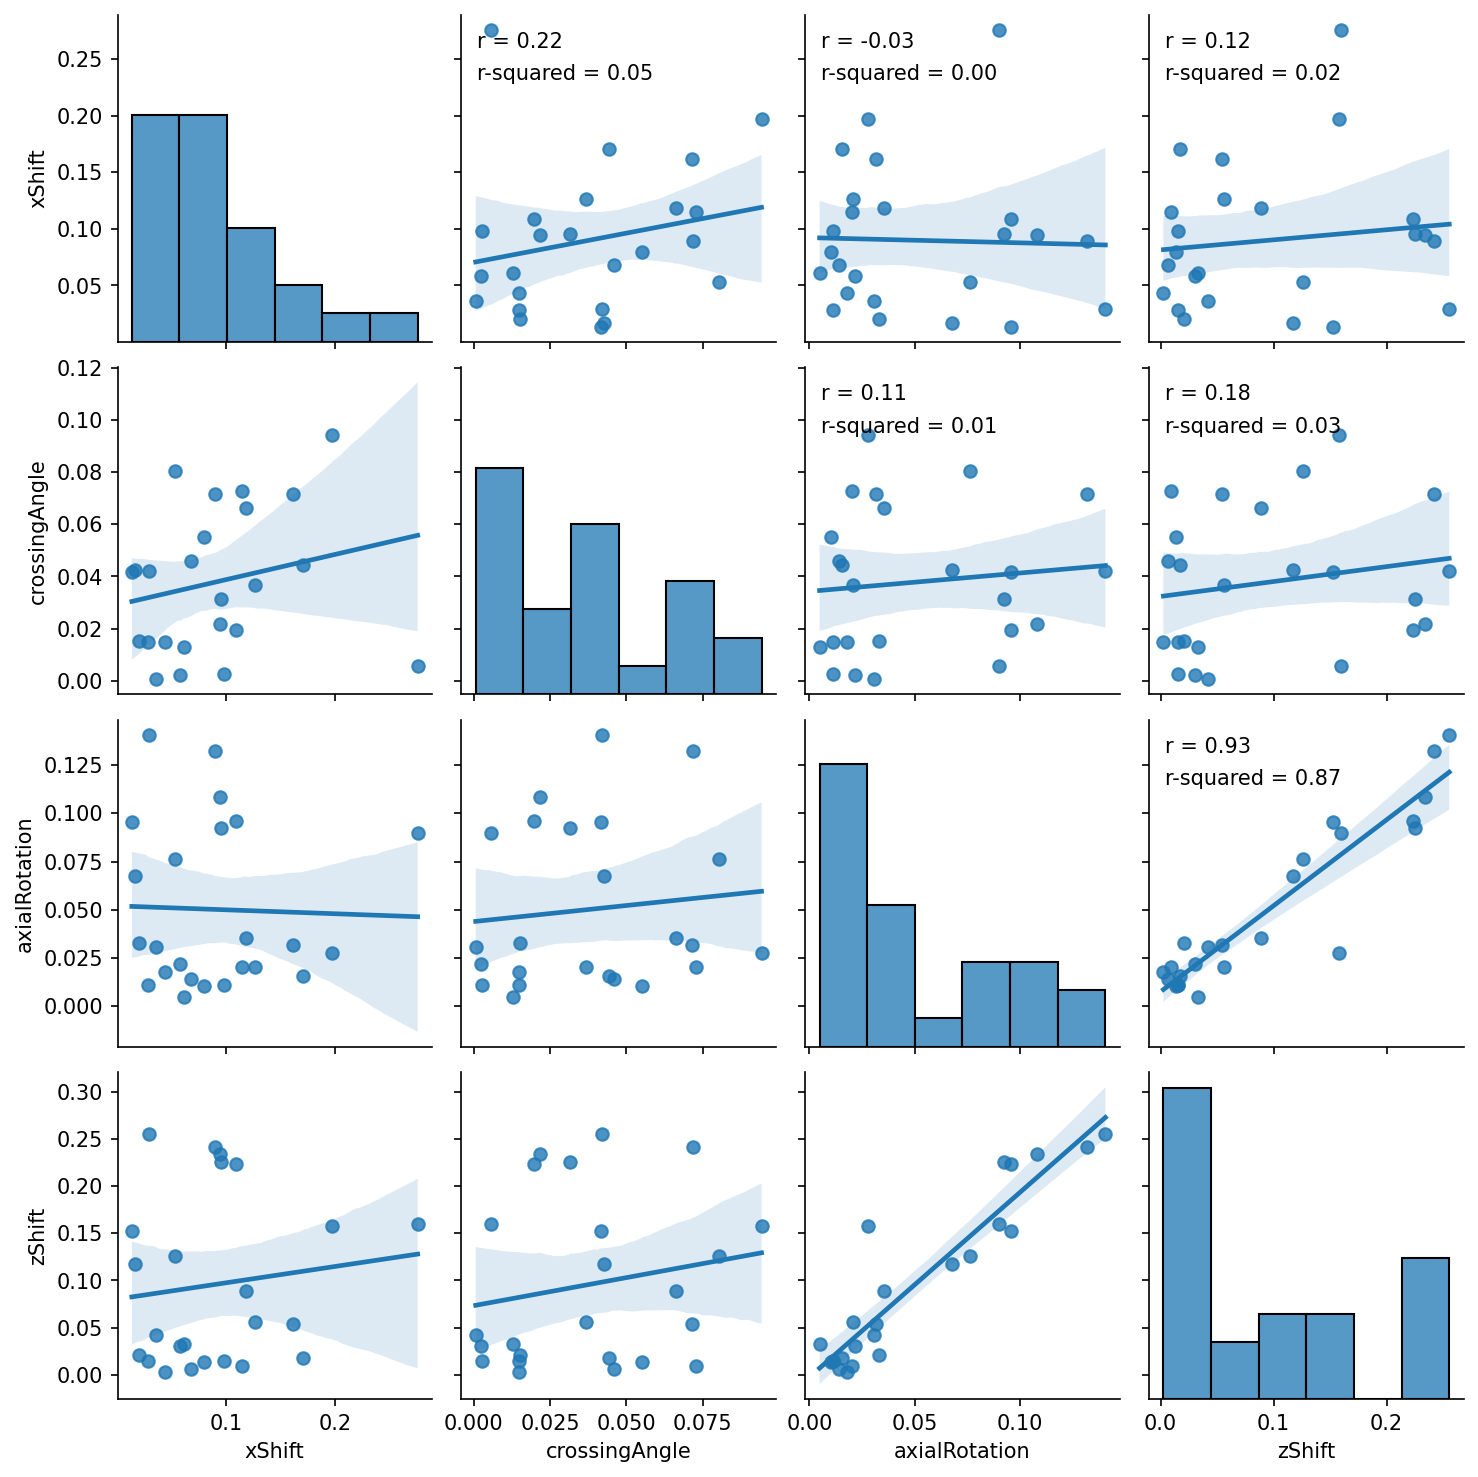 0.25
0.20
0.15
0.10
0.05
xShift
r = 0.22
r-squared = 0.05
r = -0.03
r-squared = 0.00
r = 0.12
r-squared = 0.02
0.12
0.10
0.08
0.06
0.04
0.02
0.00
crossingAngle
r = 0.11
r-squared = 0.01
r = 0.18
r-squared = 0.03
0.125
0.100
0.075
0.050
0.025
0.000
axialRotation
r = 0.93
r-squared = 0.87
0.30
0.25
0.20
0.15
0.10
0.05
0.00
zShift
0.1 0.2
xShift
0.000 0.025 0.050 0.075
crossingAngle
0.00 0.05 0.10
axialRotation
0.0 0.1 0.2
zShift